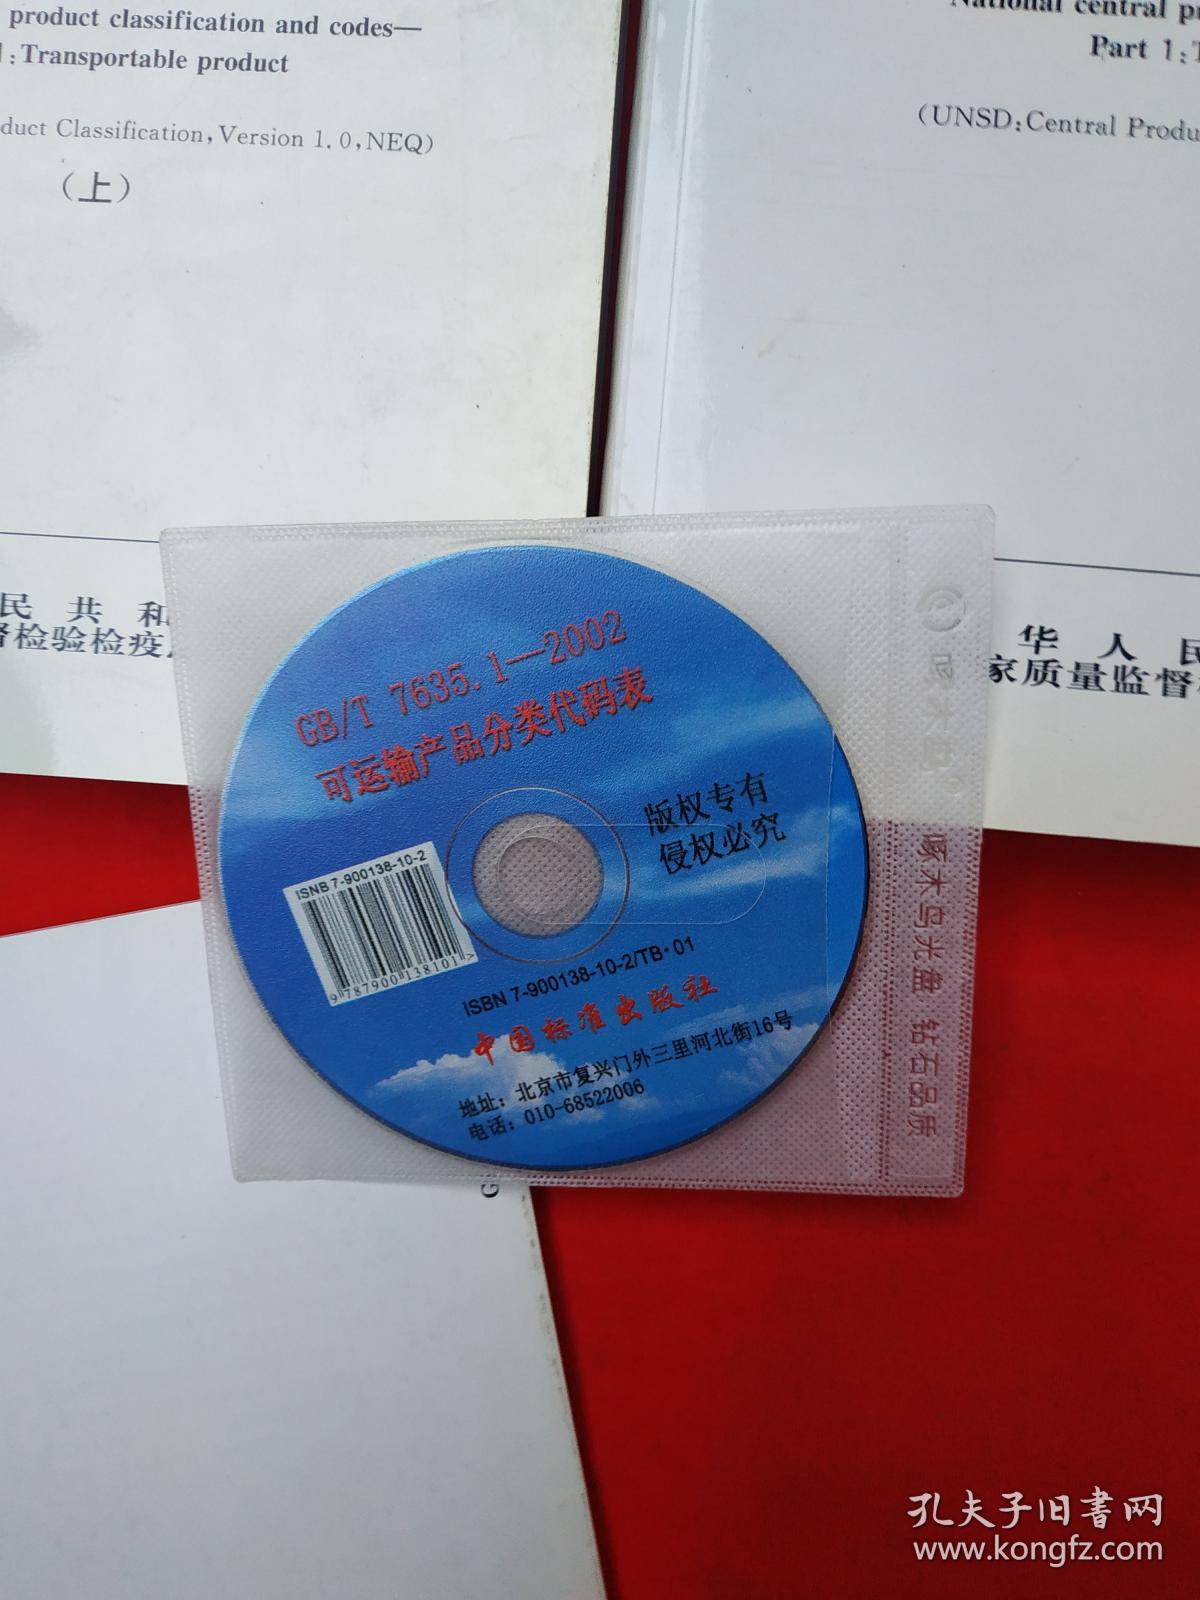 product classification and codes—
:Transportable product
duct Classification,Version 1.0,NEQ)
(上)
民 共 和
督检验检疫
National central p
Part 1:T
(UNSD:Central Produ
华 人 民
家质量监督
GB/T 7635.1—2002
可运输产品分类代码表
版权专有
侵权必究
ISNB 7-900138-10-2
9 787900 138101 >
ISBN 7-900138-10-2/TB·01
中国标准出版社
地址：北京市复兴门外三里河北街16号
电话：010-68522006
啄木鸟®
啄木鸟光盘 钻石品质
G
孔夫子旧书网
www.kongfz.com